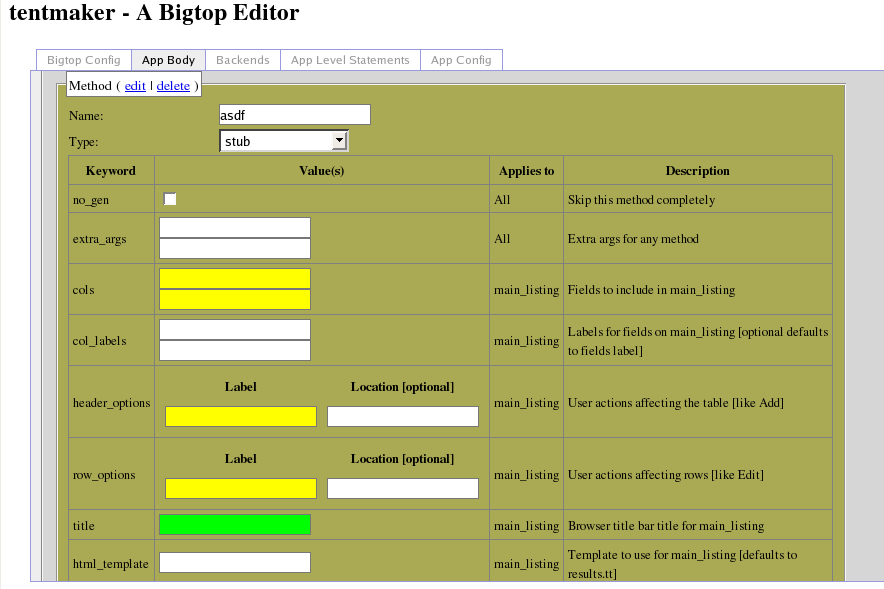 tentmaker - A Bigtop Editor
Bigtop Config App Body Backends App Level Statements App Config
Method ( edit | delete )
Name: asdf
Type: stub
Keyword Value(s) Applies to Description
no_gen All Skip this method completely
extra_args All Extra args for any method
cols main_listing Fields to include in main_listing
col_labels main_listing Labels for fields on main_listing [optional defaults
to fields label]
Label Location [optional]
header_options main_listing User actions affecting the table [like Add]
Label Location [optional]
row_options main_listing User actions affecting rows [like Edit]
title main_listing Browser title bar title for main_listing
html_template main_listing Template to use for main_listing [defaults to
results.tt]